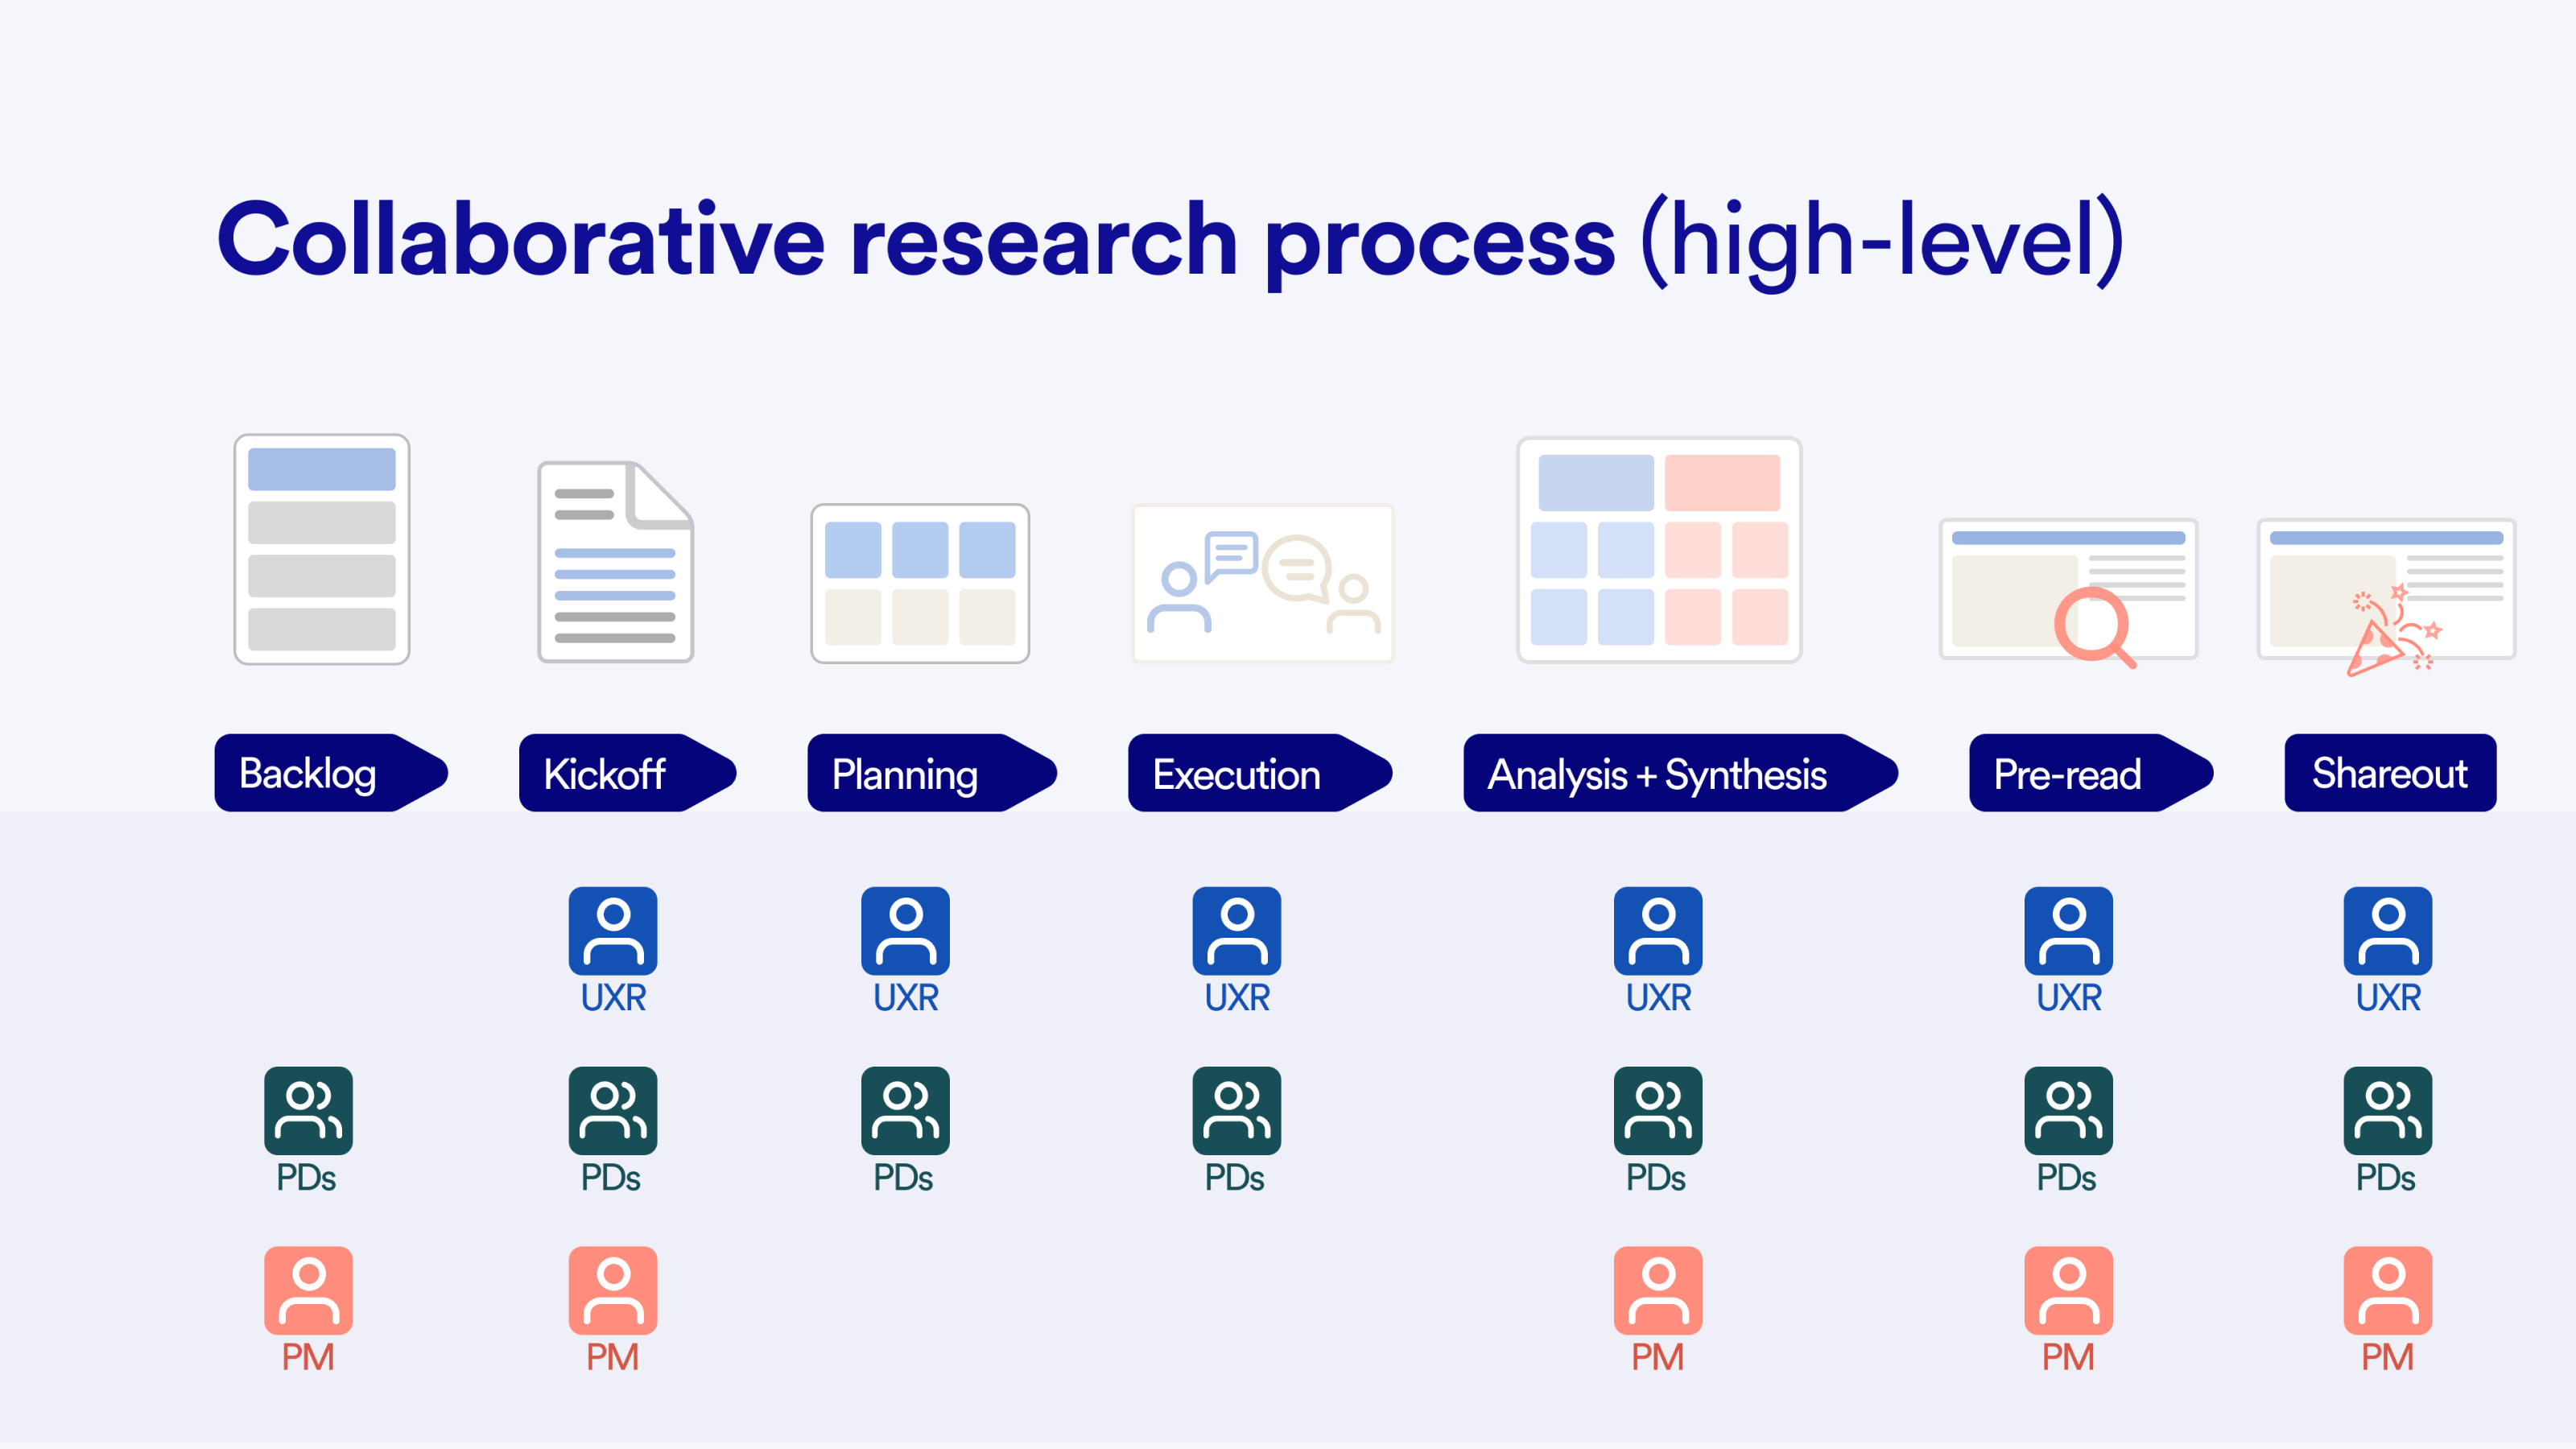 Collaborative research process (high-level)
Backlog
Kickoff
Planning
Execution
Analysis + Synthesis
Pre-read
Shareout
UXR
UXR
UXR
UXR
UXR
UXR
PDs
PDs
PDs
PDs
PDs
PDs
PDs
PM
PM
PM
PM
PM